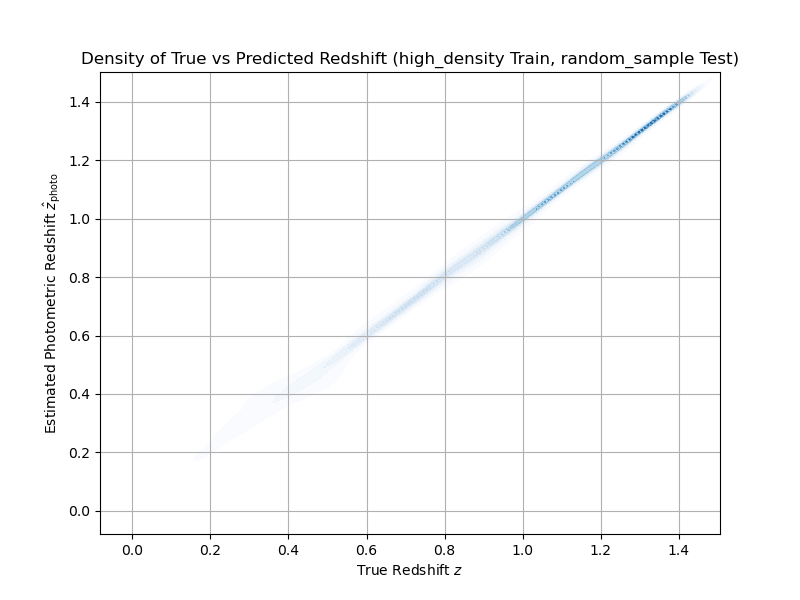 Density of True vs Predicted Redshift (high_density Train, random_sample Test)
Estimated Photometric Redshift ẑphoto
1.4
1.2
1.0
0.8
0.6
0.4
0.2
0.0
0.0 0.2 0.4 0.6 0.8 1.0 1.2 1.4
True Redshift z